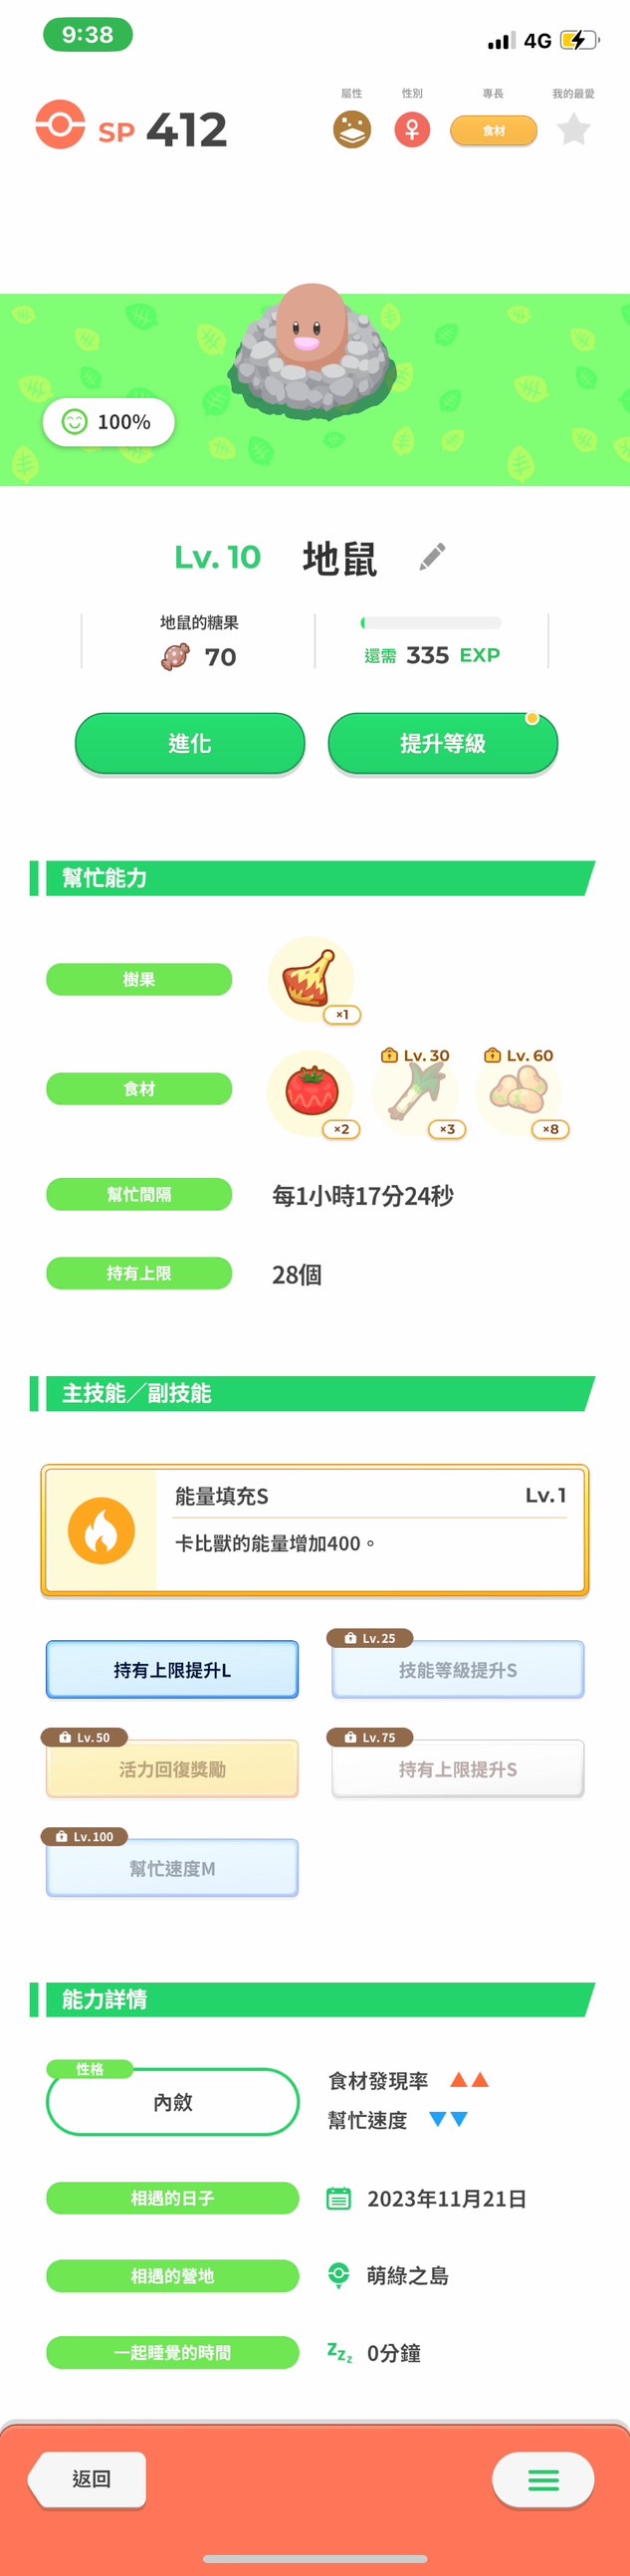 9:38
4G
屬性
性別
專長
我的最愛
SP 412
食材
100%
Lv. 10 地鼠
地鼠的糖果
70
還需 335 EXP
進化
提升等級
幫忙能力
樹果
×1
食材
Lv. 30
Lv. 60
×2
×3
×8
幫忙間隔
每1小時17分24秒
持有上限
28個
主技能／副技能
能量填充S Lv.1
卡比獸的能量增加400。
持有上限提升L
Lv.25
技能等級提升S
Lv.50
活力回復獎勵
Lv.75
持有上限提升S
Lv.100
幫忙速度M
能力詳情
性格
內斂
食材發現率
幫忙速度
相遇的日子
2023年11月21日
相遇的營地
萌綠之島
一起睡覺的時間
zzz 0分鐘
返回